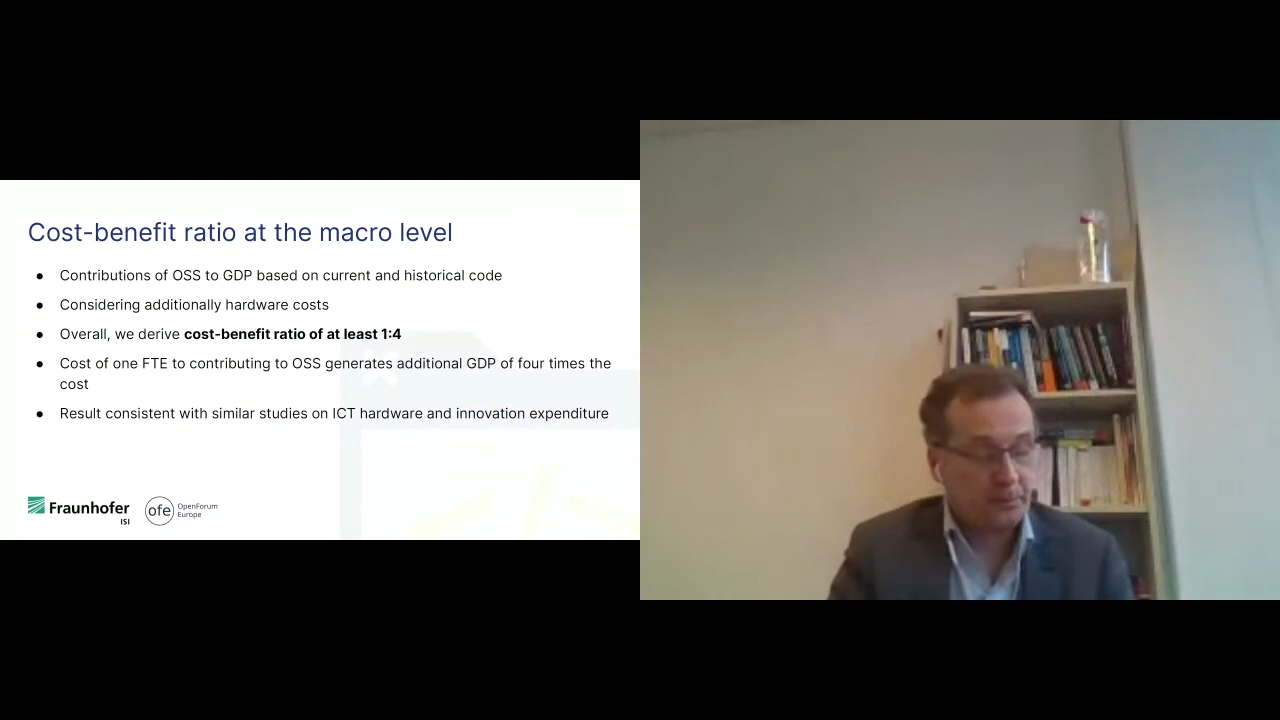 Cost-benefit ratio at the macro level
● Contributions of OSS to GDP based on current and historical code
● Considering additionally hardware costs
● Overall, we derive cost-benefit ratio of at least 1:4
● Cost of one FTE to contributing to OSS generates additional GDP of four times the
cost
● Result consistent with similar studies on ICT hardware and innovation expenditure
Fraunhofer
ISI
ofe OpenForum
Europe